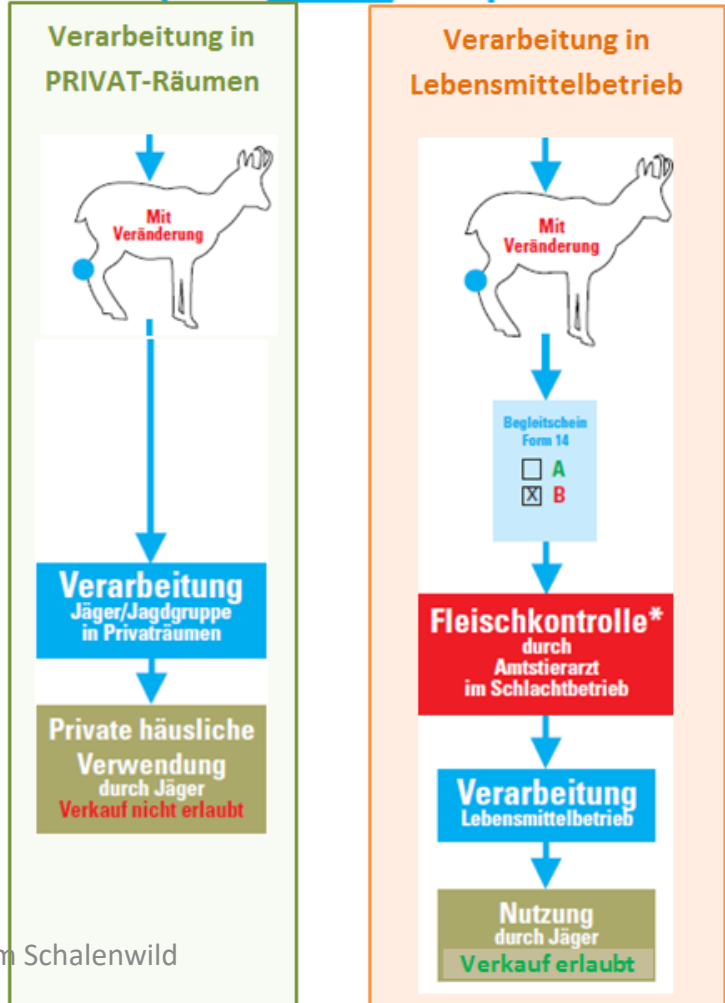 Verarbeitung in
PRIVAT-Räumen
Mit
Veränderung
Verarbeitung
Jäger/Jagdgruppe
in Privaträumen
Private häusliche
Verwendung
durch Jäger
Verkauf nicht erlaubt
Verarbeitung in
Lebensmittelbetrieb
Mit
Veränderung
Begleitschein
Form 14
A
X B
Fleischkontrolle*
durch
Amtstierarzt
im Schlachtbetrieb
Verarbeitung
Lebensmittelbetrieb
Nutzung
durch Jäger
Verkauf erlaubt
Schalenwild